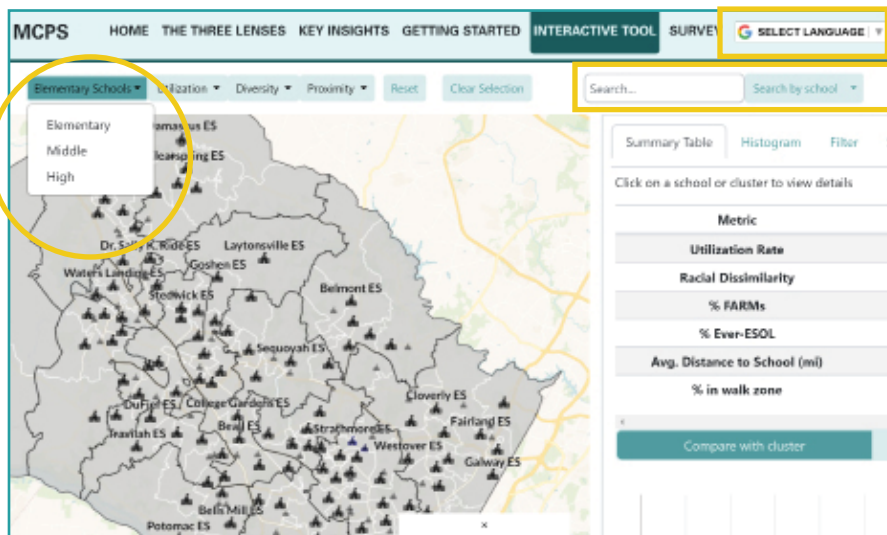 MCPS HOME THE THREE LENSES KEY INSIGHTS GETTING STARTED INTERACTIVE TOOL SURVEY SELECT LANGUAGE
Elementary Schools Utilization Diversity Proximity Reset Clear Selection Search... Search by school
Elementary
Middle
High
Damascus ES
Clearspring ES
Summary Table Histogram Filter
Click on a school or cluster to view details
Metric
Utilization Rate
Racial Dissimilarity
% FARMs
% Ever-ESOL
Avg. Distance to School (mi)
% in walk zone
Compare with cluster
Dr. Sally K. Ride ES
Laytonsville ES
Goshen ES
Waters Landing ES
Stedwick ES
Belmont ES
Sequoyah ES
Cloverly ES
DuFief ES
College Gardens ES
Fairland ES
Travilah ES
Beall ES
Strathmore ES
Westover ES
Galway ES
Bells Mill ES
Potomac ES
×